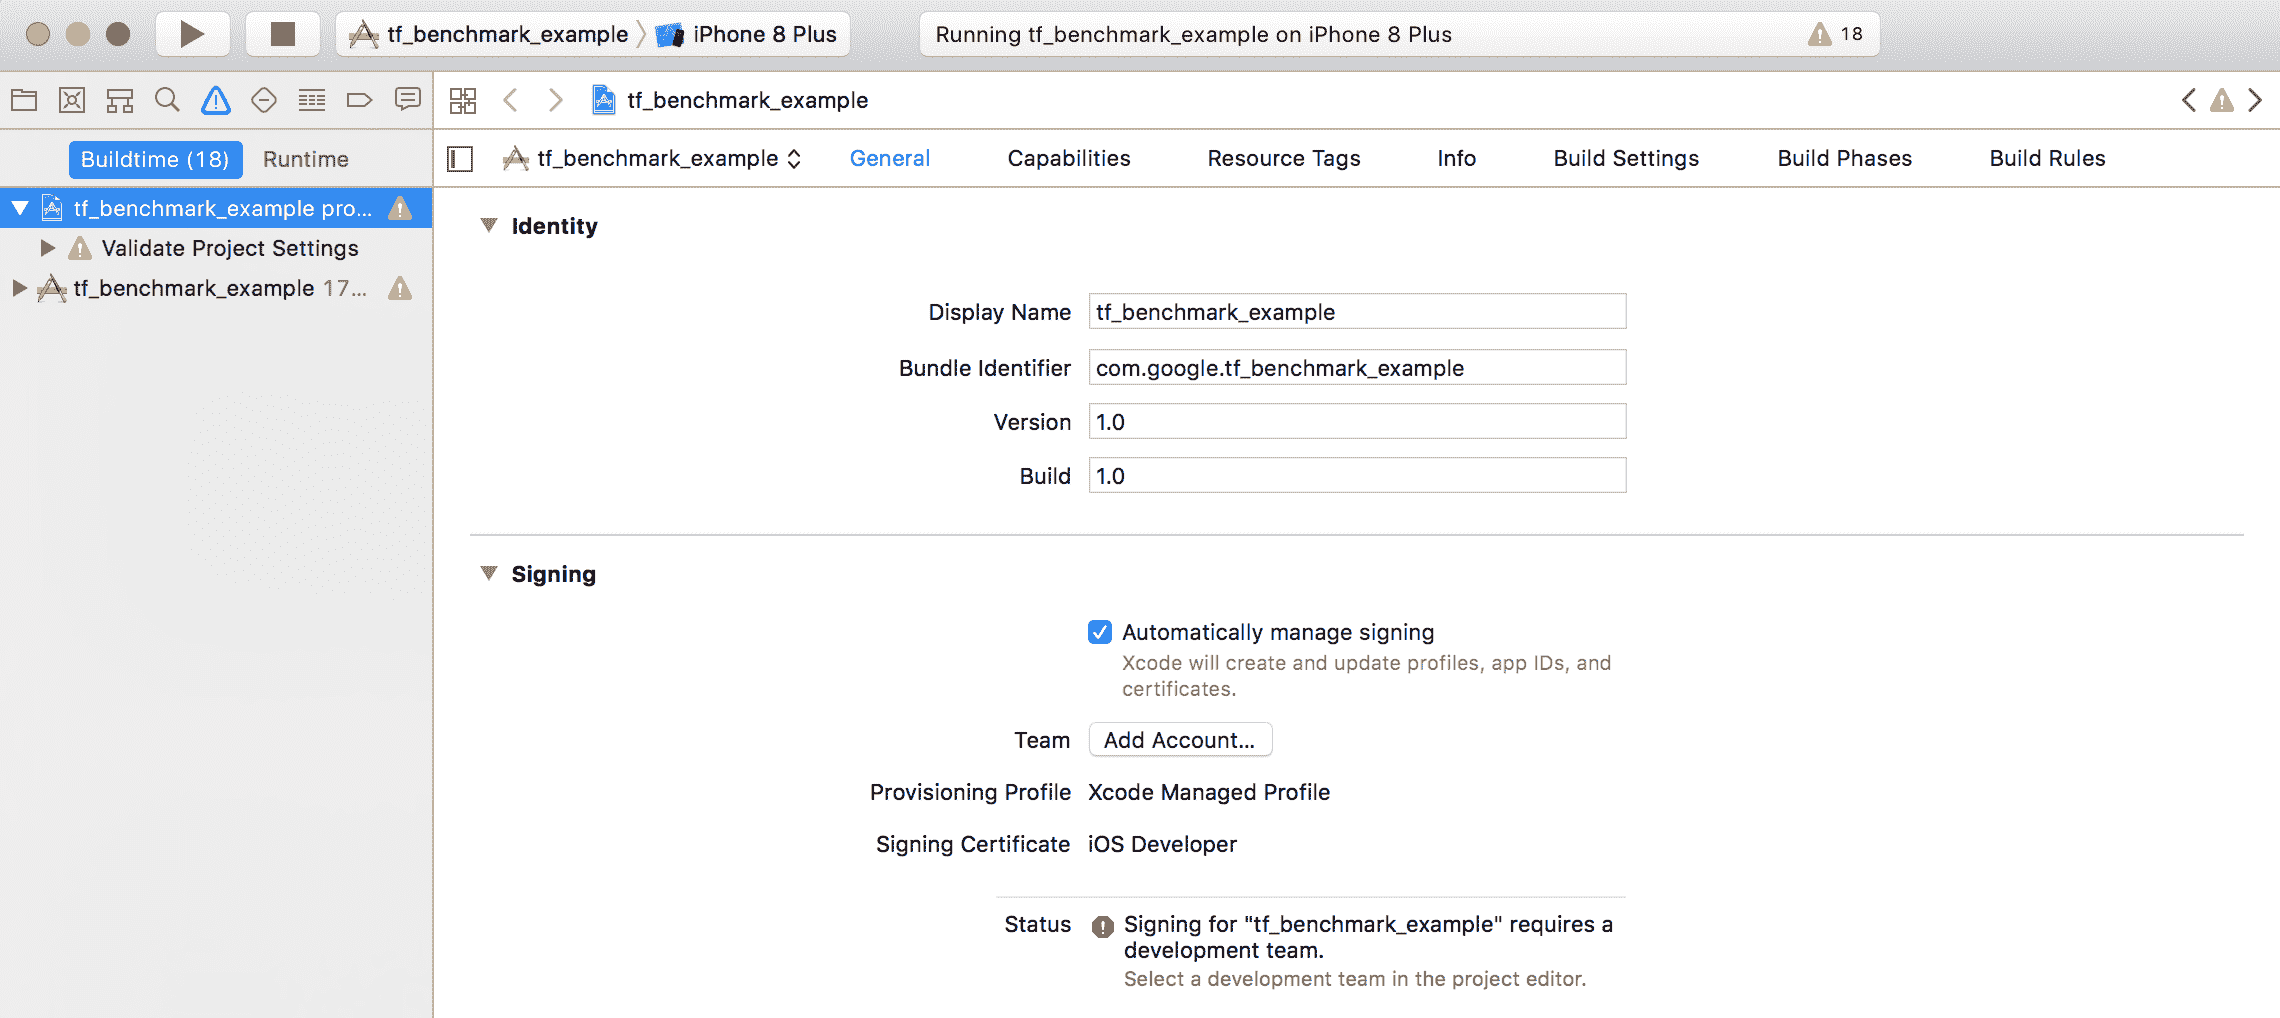 tf_benchmark_example iPhone 8 Plus
Running tf_benchmark_example on iPhone 8 Plus 18
tf_benchmark_example
Buildtime (18) Runtime
tf_benchmark_example General Capabilities Resource Tags Info Build Settings Build Phases Build Rules
tf_benchmark_example pro...
Validate Project Settings
tf_benchmark_example 17...
Identity
Display Name tf_benchmark_example
Bundle Identifier com.google.tf_benchmark_example
Version 1.0
Build 1.0
Signing
Automatically manage signing
Xcode will create and update profiles, app IDs, and
certificates.
Team Add Account...
Provisioning Profile Xcode Managed Profile
Signing Certificate iOS Developer
Status Signing for "tf_benchmark_example" requires a
development team.
Select a development team in the project editor.